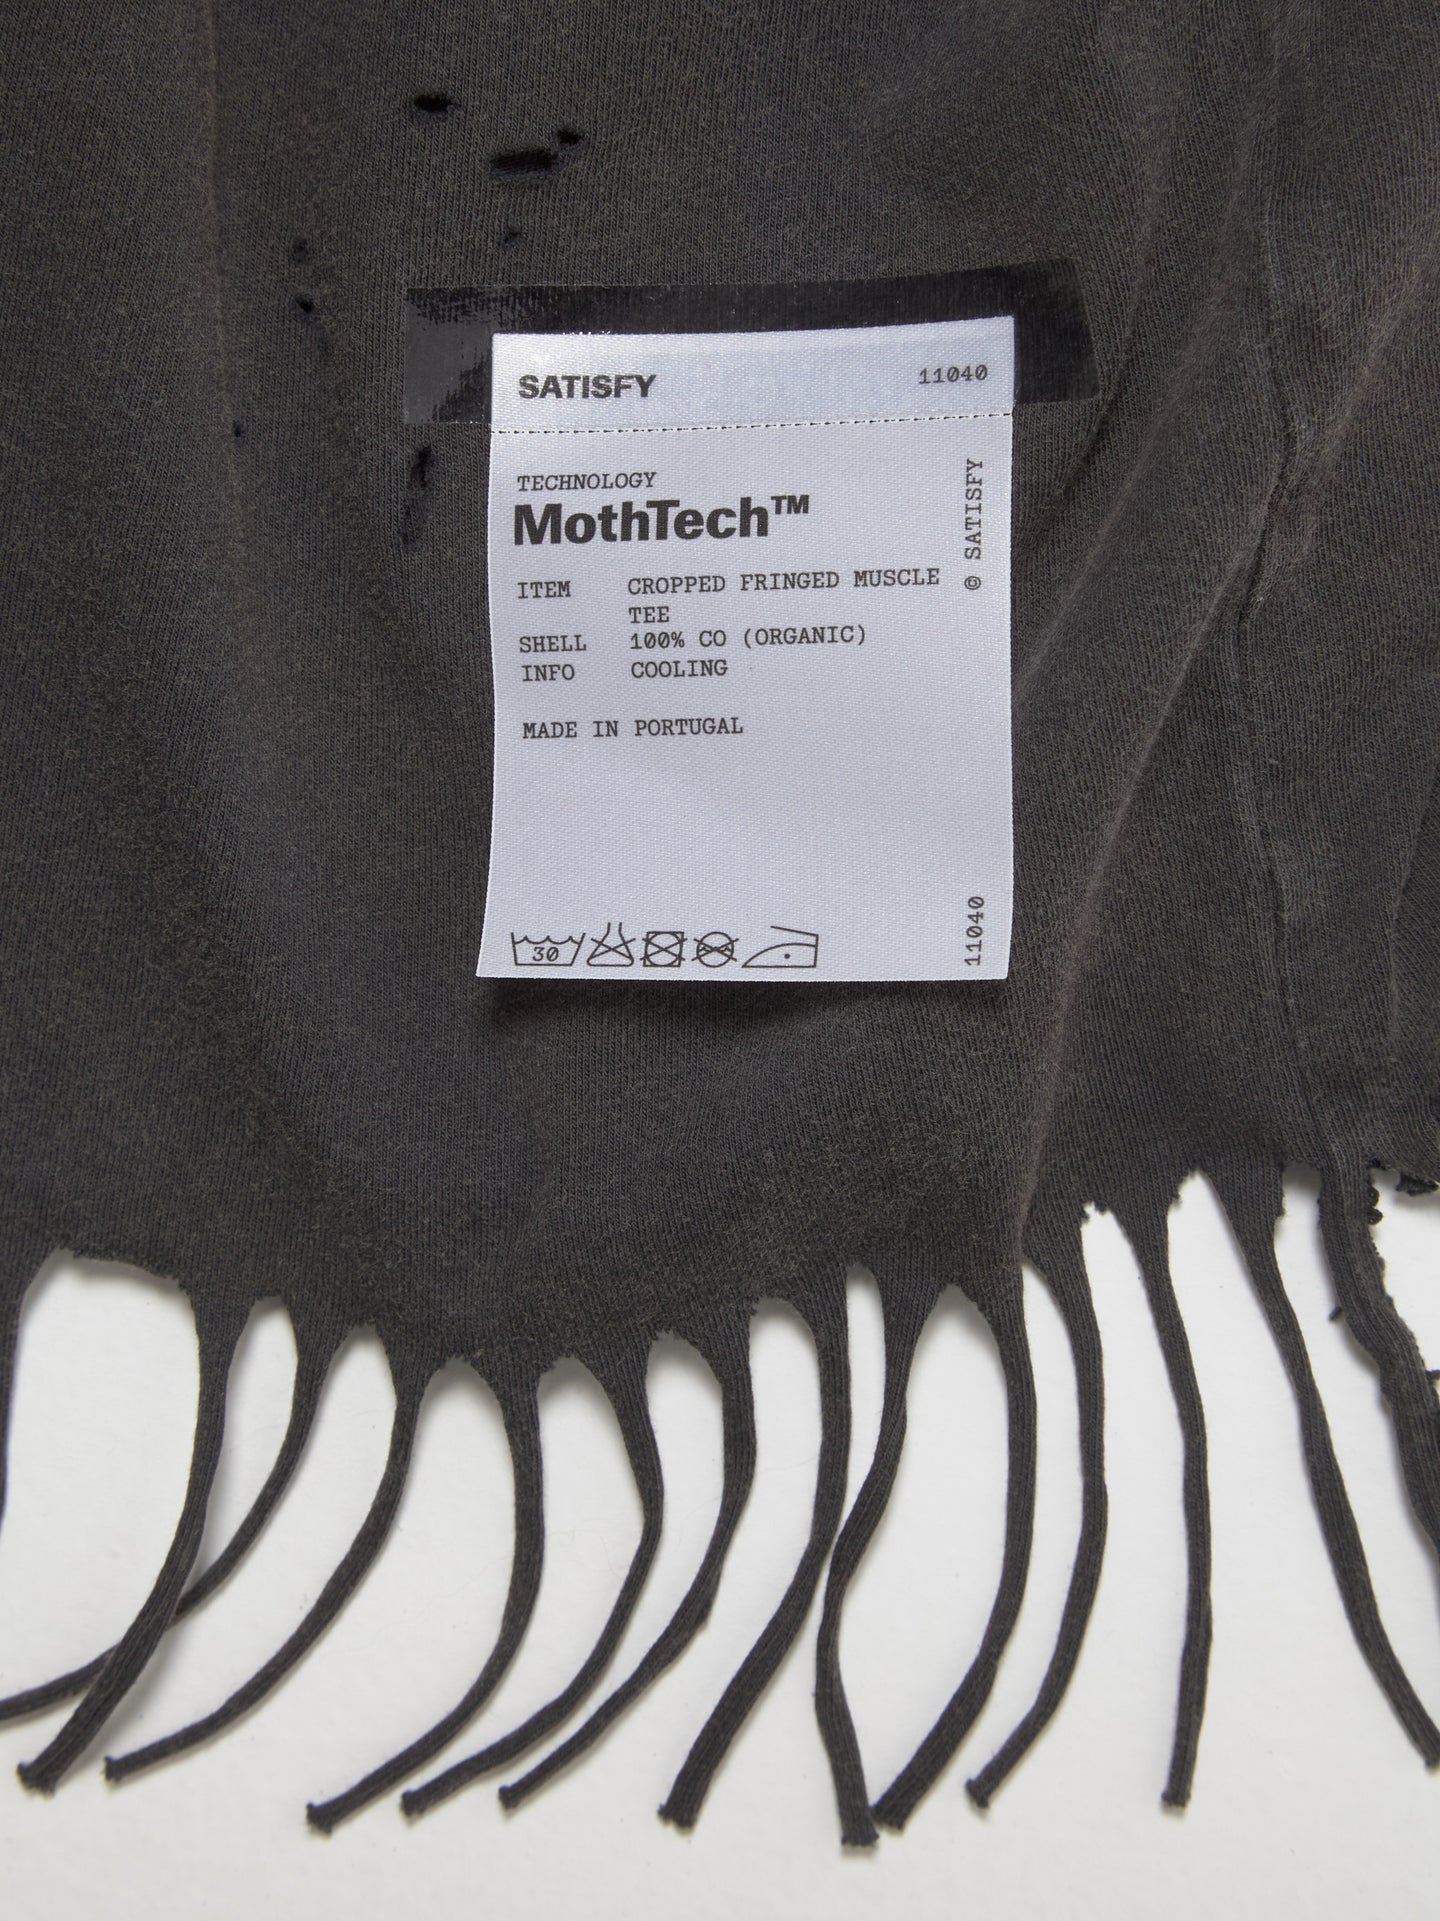 SATISFY 11040
TECHNOLOGY
MothTech™
ITEM CROPPED FRINGED MUSCLE
TEE
SHELL 100% CO (ORGANIC)
INFO COOLING
MADE IN PORTUGAL
30
© SATISFY
11040